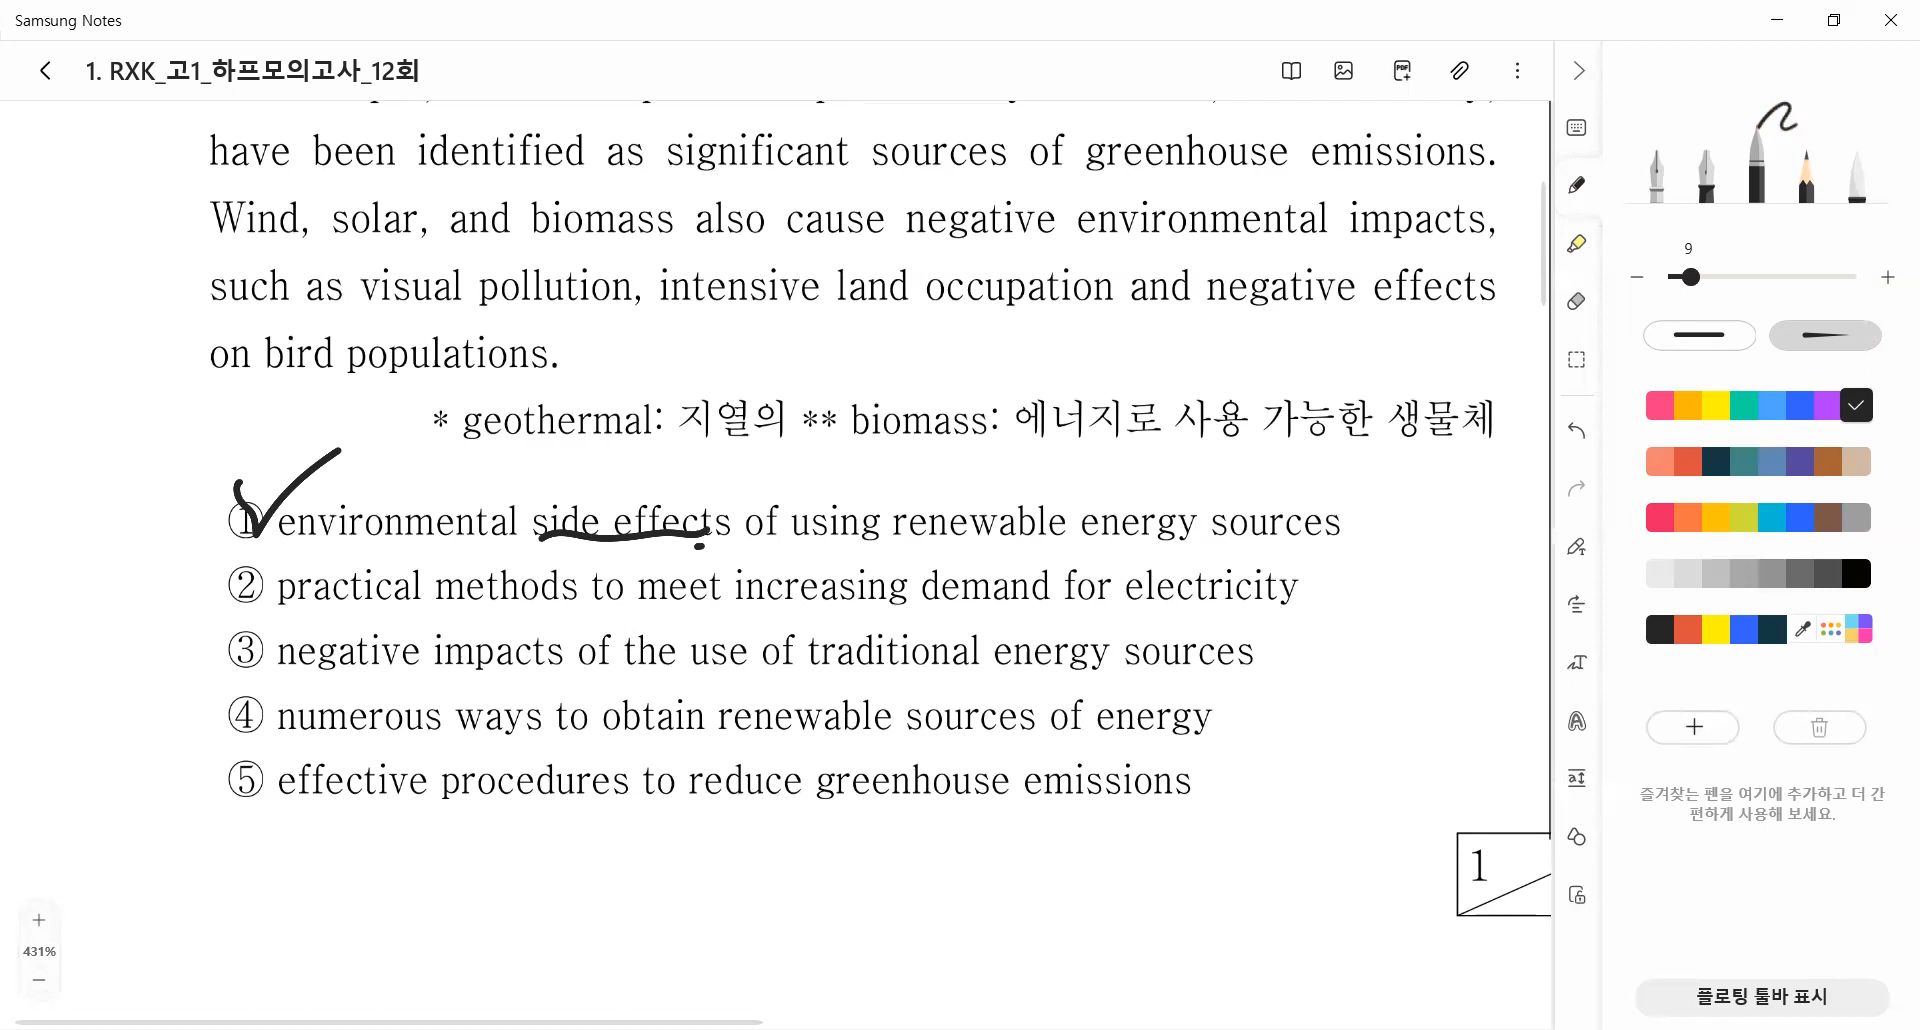 Samsung Notes
1. RXK_고1_하프모의고사_12회
have been identified as significant sources of greenhouse emissions.
Wind, solar, and biomass also cause negative environmental impacts,
such as visual pollution, intensive land occupation and negative effects
on bird populations.
* geothermal: 지열의 ** biomass: 에너지로 사용 가능한 생물체
① environmental side effects of using renewable energy sources
② practical methods to meet increasing demand for electricity
③ negative impacts of the use of traditional energy sources
④ numerous ways to obtain renewable sources of energy
⑤ effective procedures to reduce greenhouse emissions
1
431%
9
즐겨찾는 펜을 여기에 추가하고 더 간
편하게 사용해 보세요.
플로팅 툴바 표시